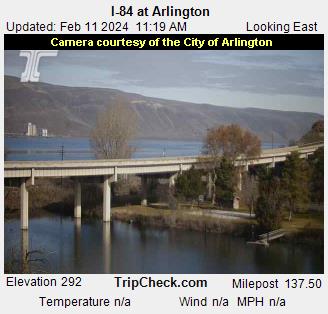 I-84 at Arlington
Updated: Feb 11 2024 11:19 AM Looking East
Camera courtesy of the City of Arlington
Elevation 292 TripCheck.com Milepost 137.50
Temperature n/a Wind n/a MPH n/a